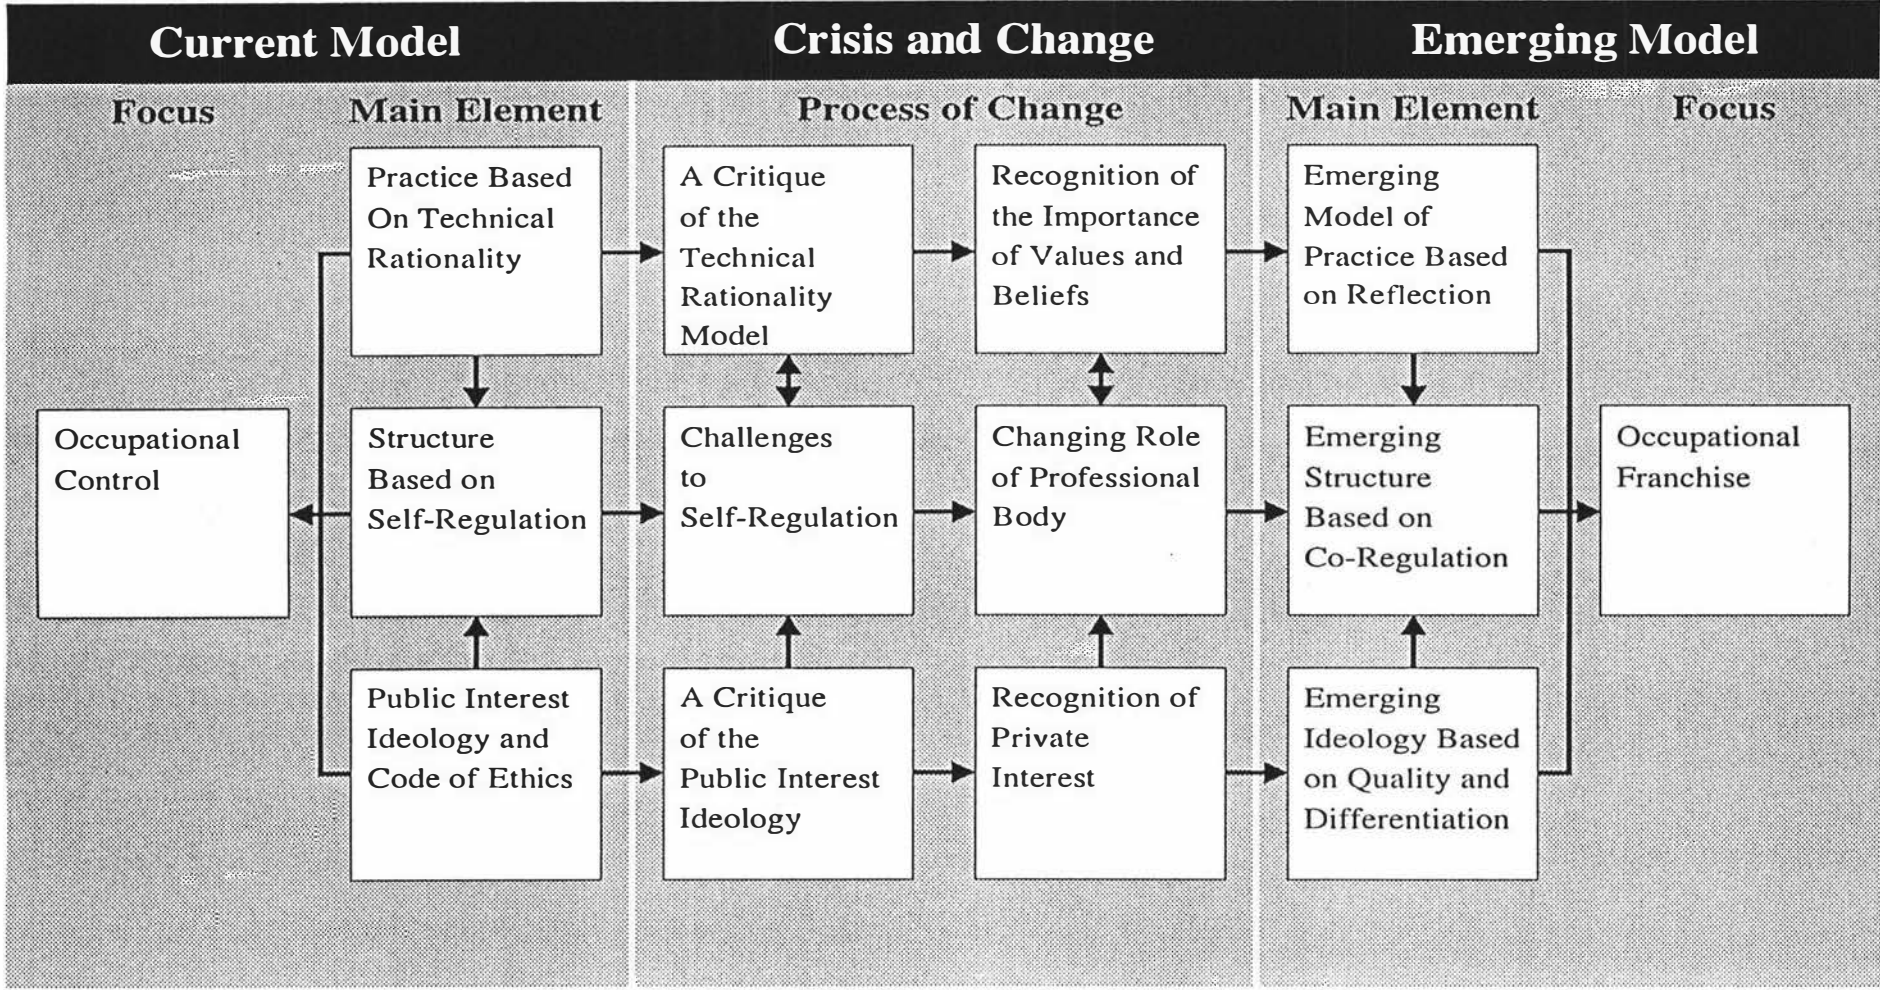 Current Model
Crisis and Change
Emerging Model
Focus
Main Element
Process of Change
Main Element
Focus
Practice Based
On Technical
Rationality
A Critique
of the
Technical
Rationality
Model
Recognition of
the Importance
of Values and
Beliefs
Emerging
Model of
Practice Based
on Reflection
Occupational
Control
Structure
Based on
Self-Regulation
Challenges
to
Self-Regulation
Changing Role
of Professional
Body
Emerging
Structure
Based on
Co-Regulation
Occupational
Franchise
Public Interest
Ideology and
Code of Ethics
A Critique
of the
Public Interest
Ideology
Recognition of
Private
Interest
Emerging
Ideology Based
on Quality and
Differentiation